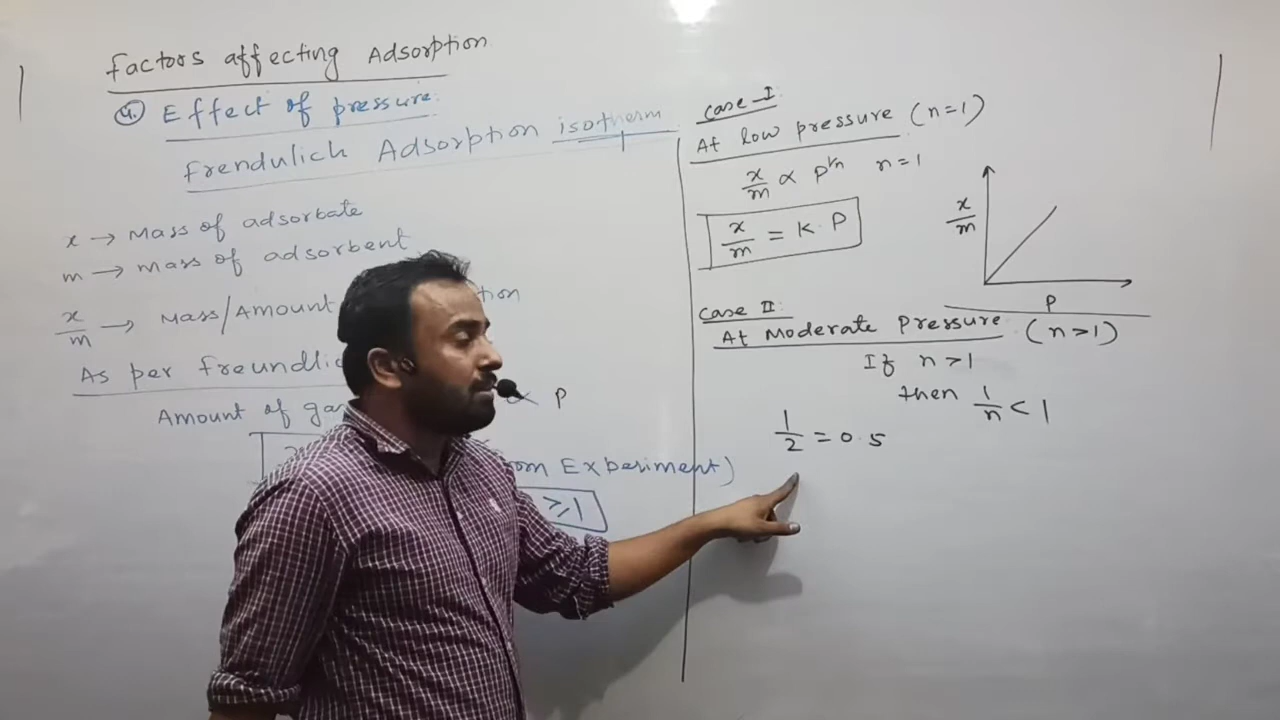 Factors affecting Adsorption
4. Effect of pressure:
Frendulich Adsorption isotherm
x → Mass of adsorbate
m → mass of adsorbent
x/m → Mass/Amount
As per freundlic
Amount of ga ∝ P
om Experiment)
≥1
Case-I:
At low pressure (n=1)
x/m ∝ P^1/n n=1
x/m = K.P
x/m
P
Case II:
At Moderate Pressure (n>1)
If n>1
then 1/n < 1
1/2 = 0.5